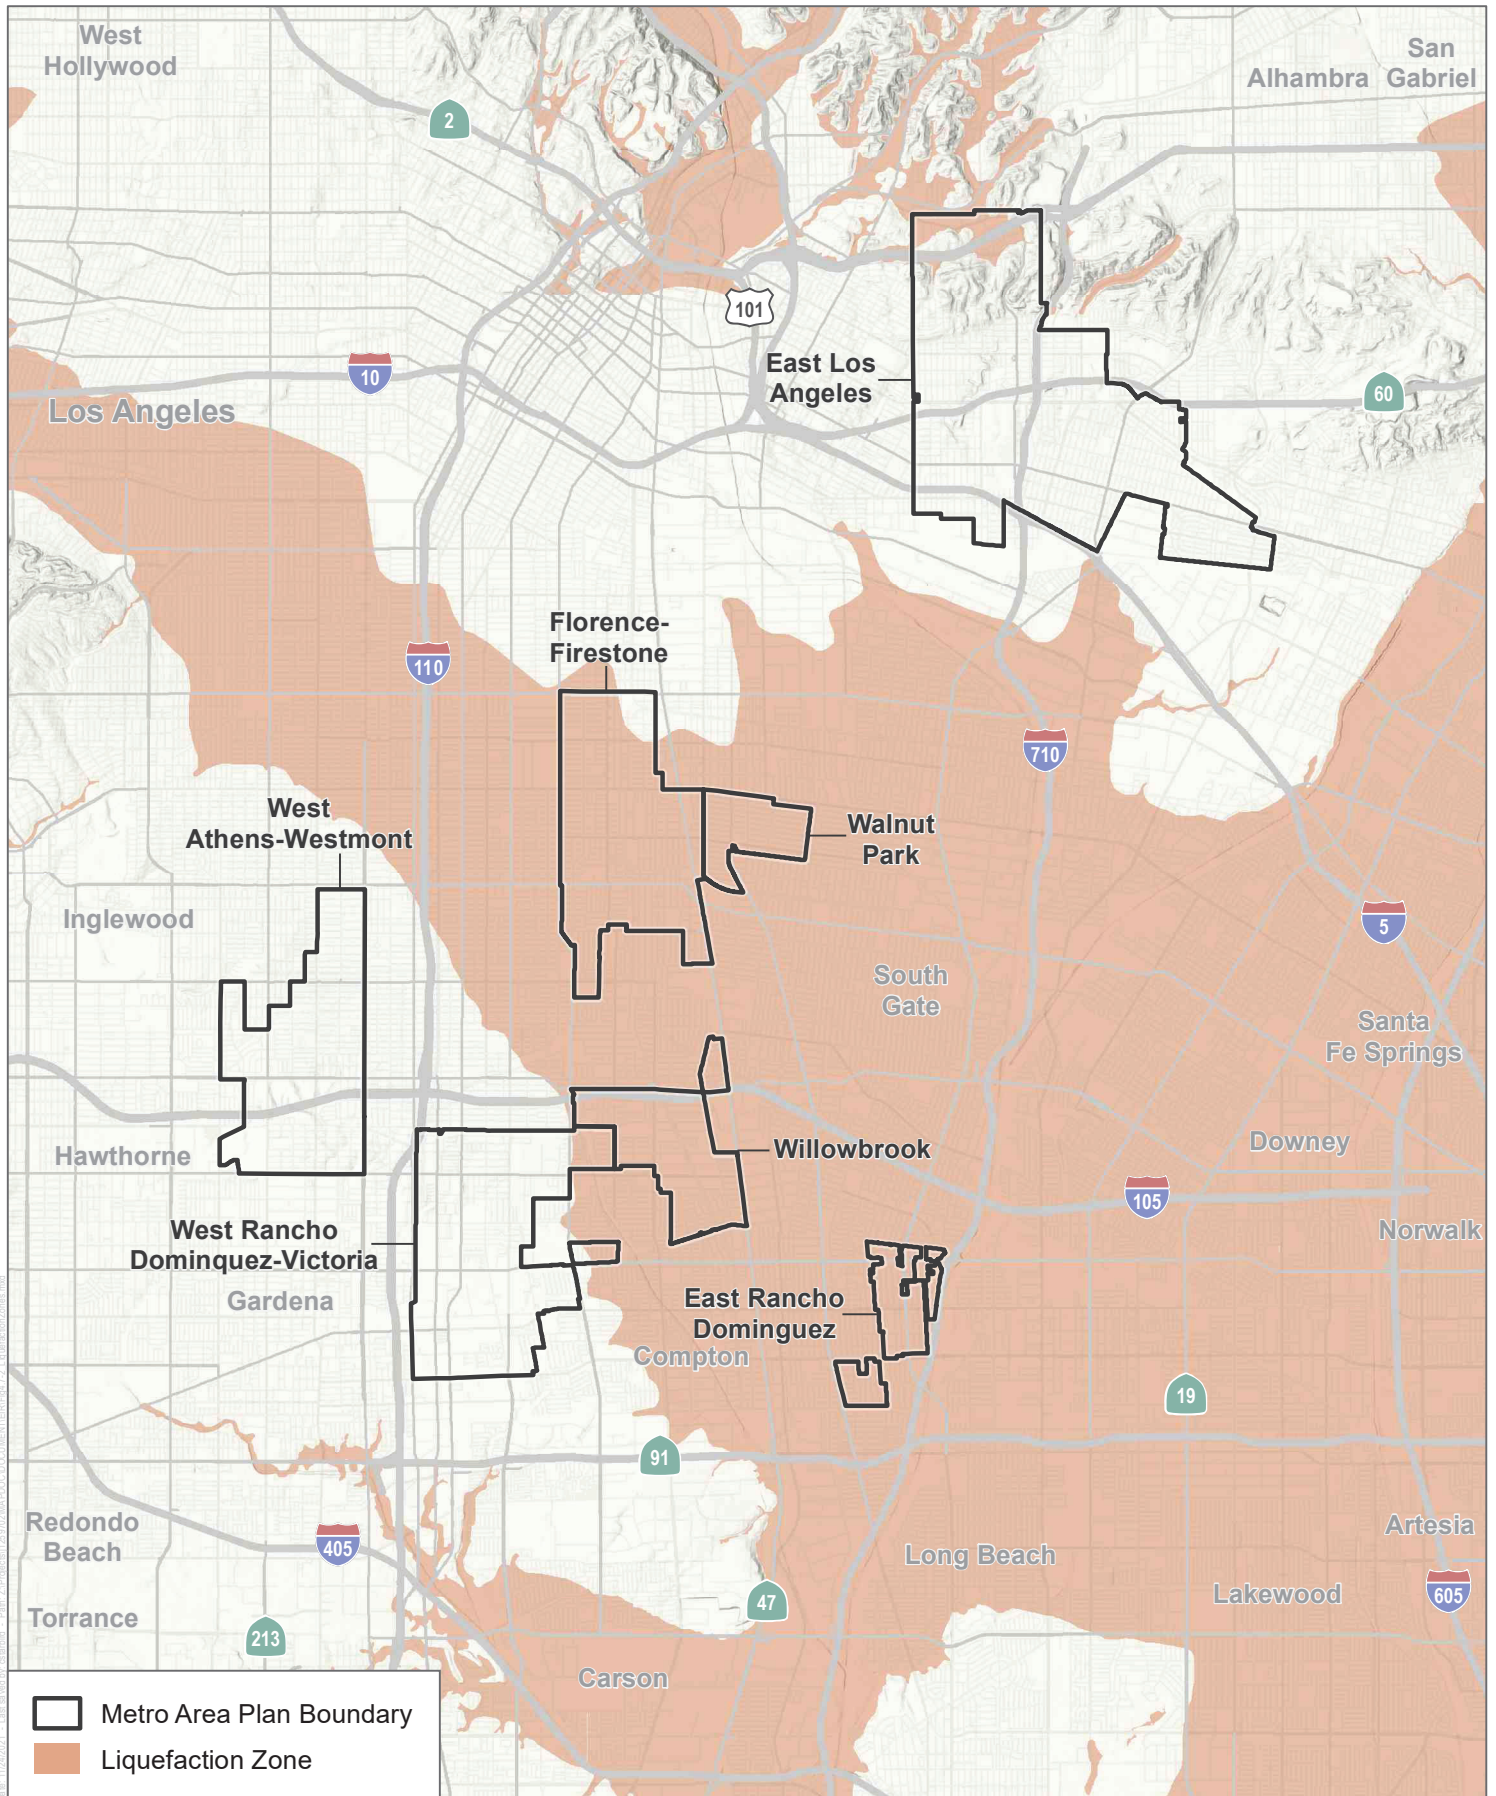 West
Hollywood
San
Alhambra Gabriel
2
101
East Los
Angeles
10
60
Los Angeles
Florence-
Firestone
110
710
West
Athens-Westmont
Walnut
Park
Inglewood
5
South
Gate
Santa
Fe Springs
Hawthorne
Willowbrook
Downey
105
West Rancho
Dominquez-Victoria
Norwalk
Gardena
East Rancho
Dominguez
Compton
19
91
Redondo
Beach
405
Artesia
Long Beach
Lakewood
605
47
Torrance
213
Carson
Metro Area Plan Boundary
Liquefaction Zone